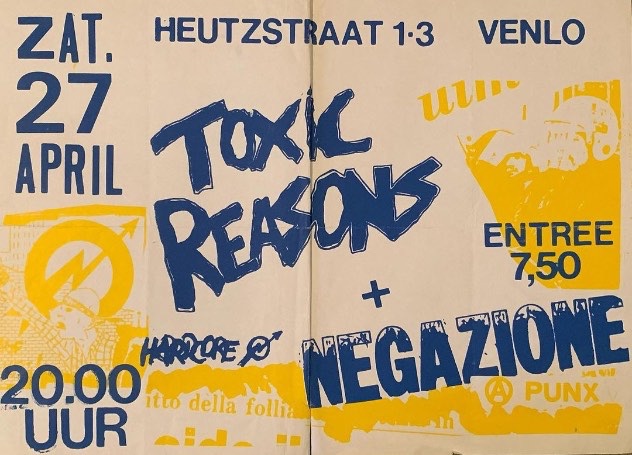 ZAT.
27
APRIL
HEUTZSTRAAT 1·3 VENLO
TOXIC
REASONS
+
NEGAZIONE
ENTREE
7,50
HARDCORE
20.00
UUR
tto della follia
PUNX